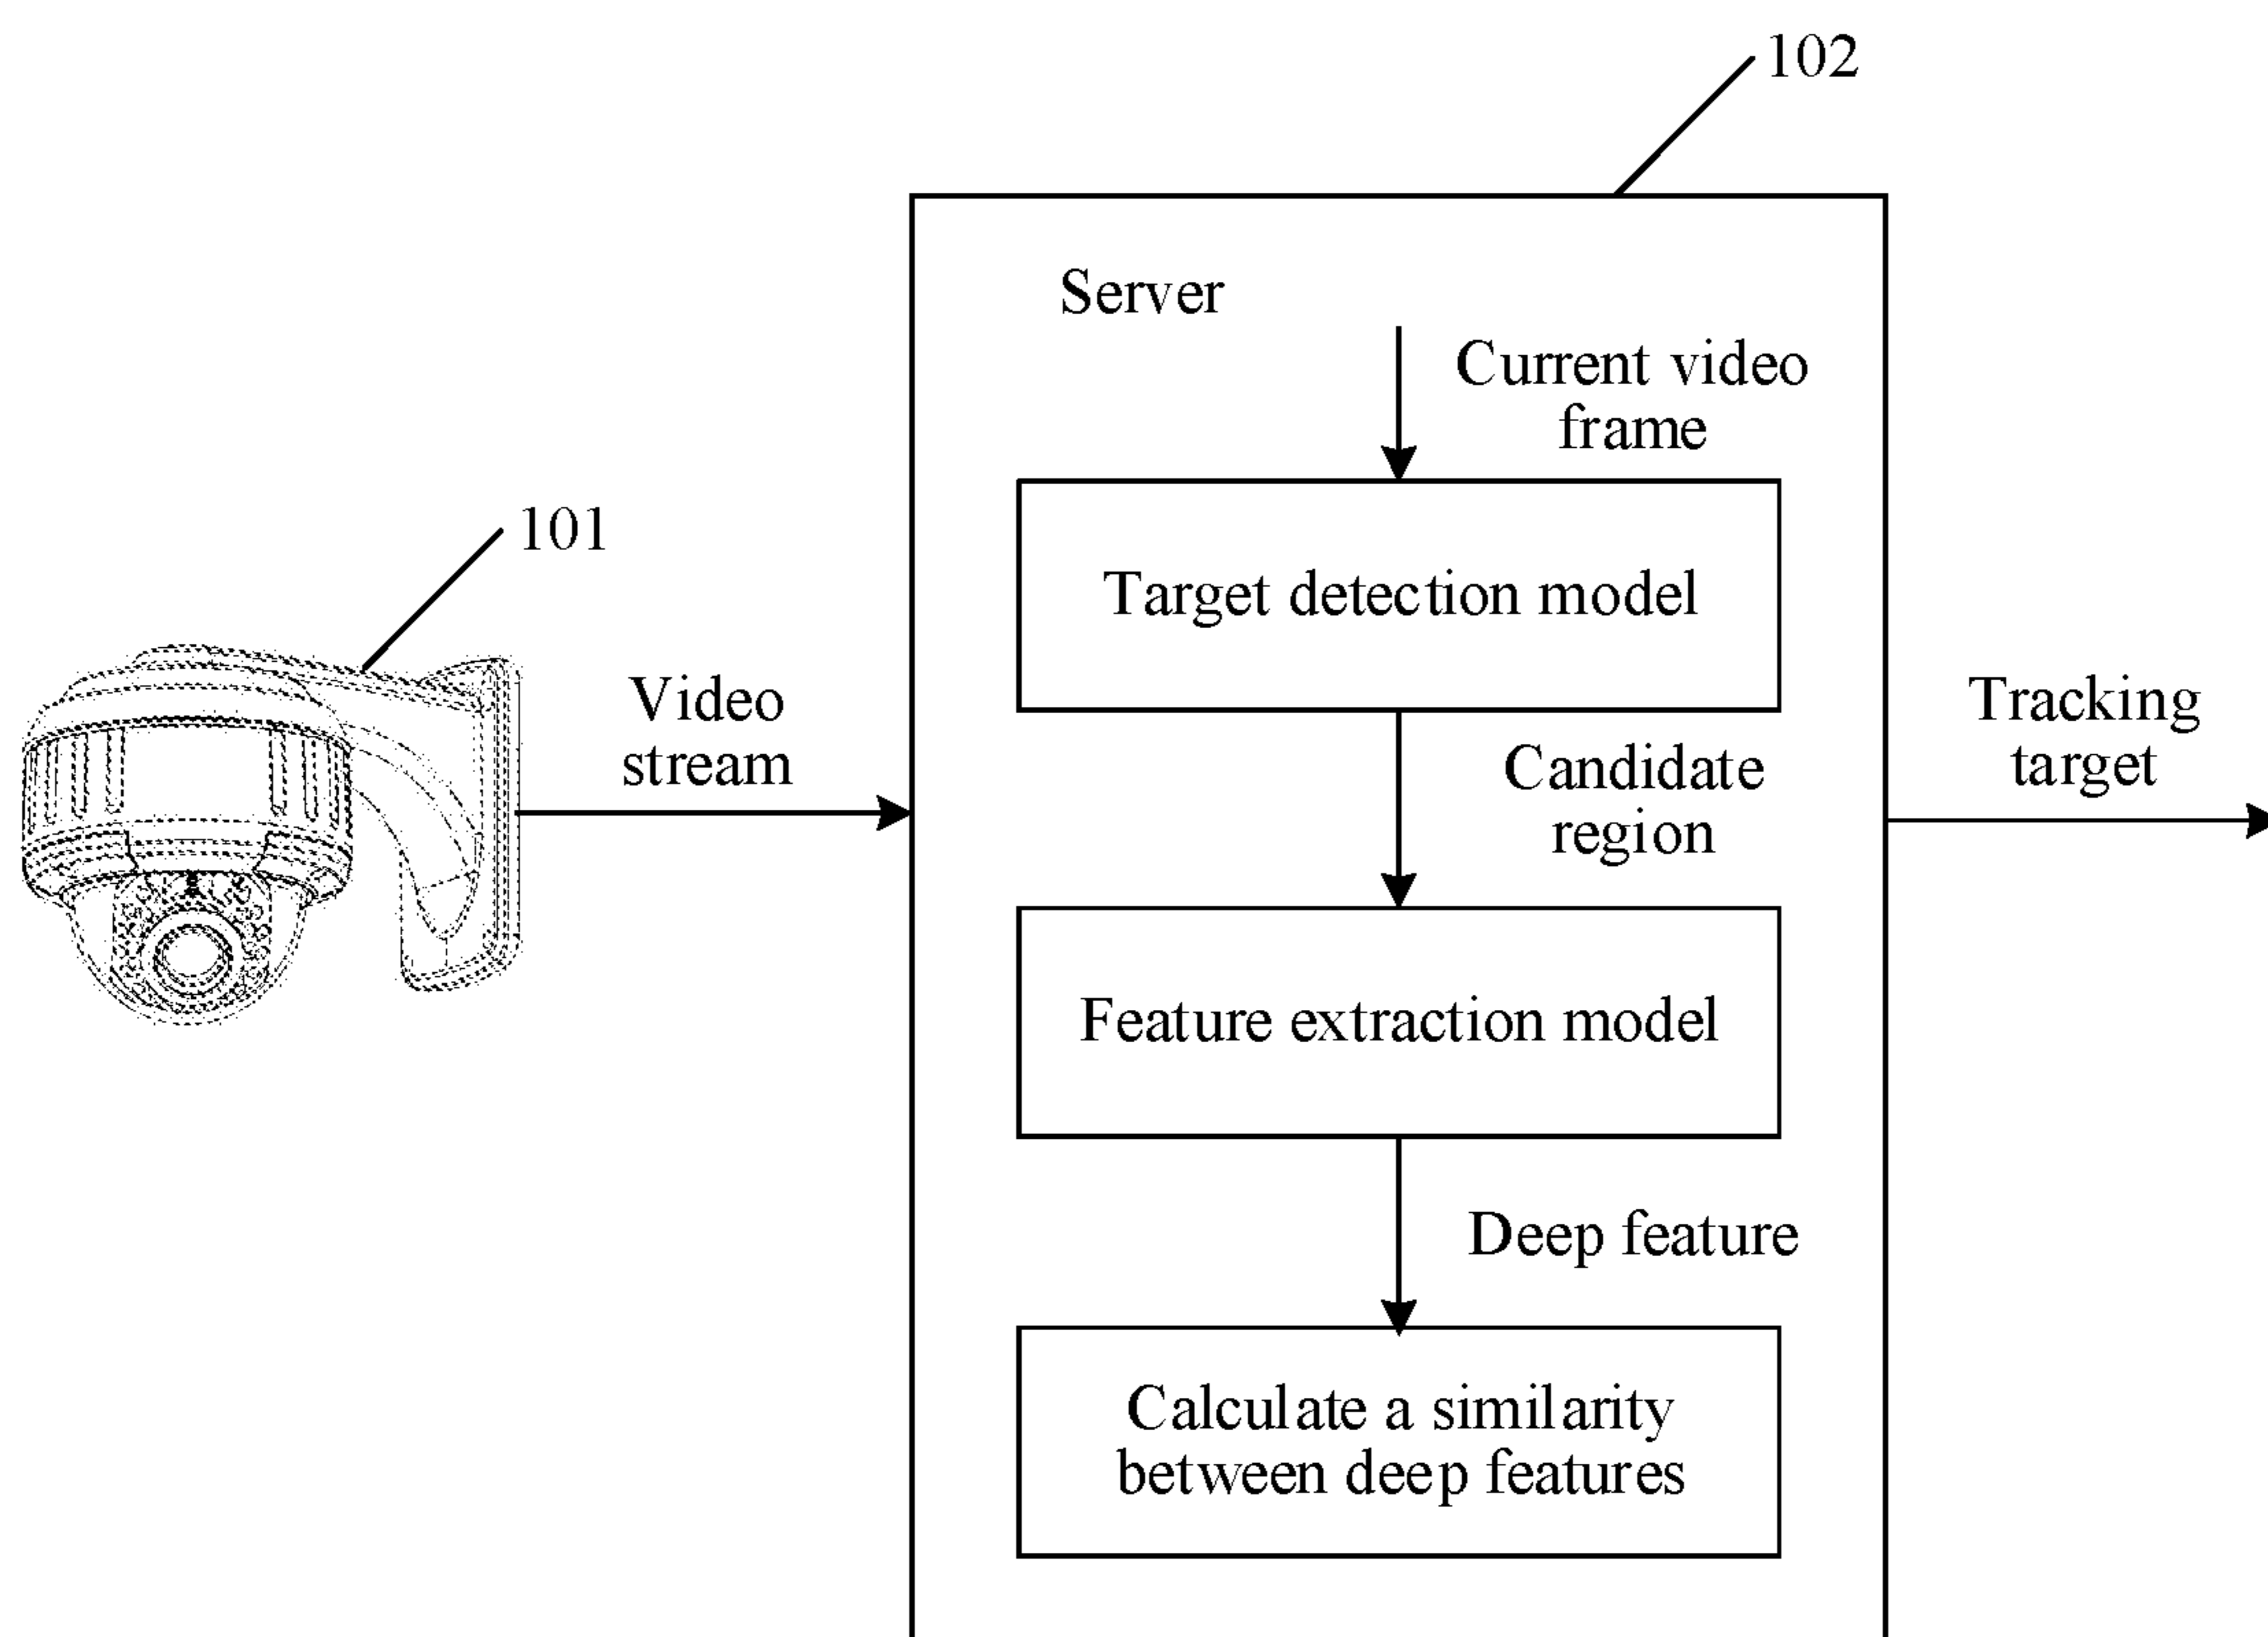 102
Server
Current video
frame
101
Target detection model
Video
stream
Tracking
target
Candidate
region
Feature extraction model
Deep feature
Calculate a similarity
between deep features